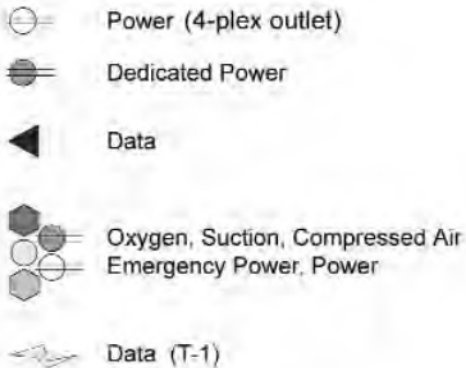 Power (4-plex outlet)
Dedicated Power
Data
Oxygen, Suction, Compressed Air
Emergency Power, Power
Data (T-1)